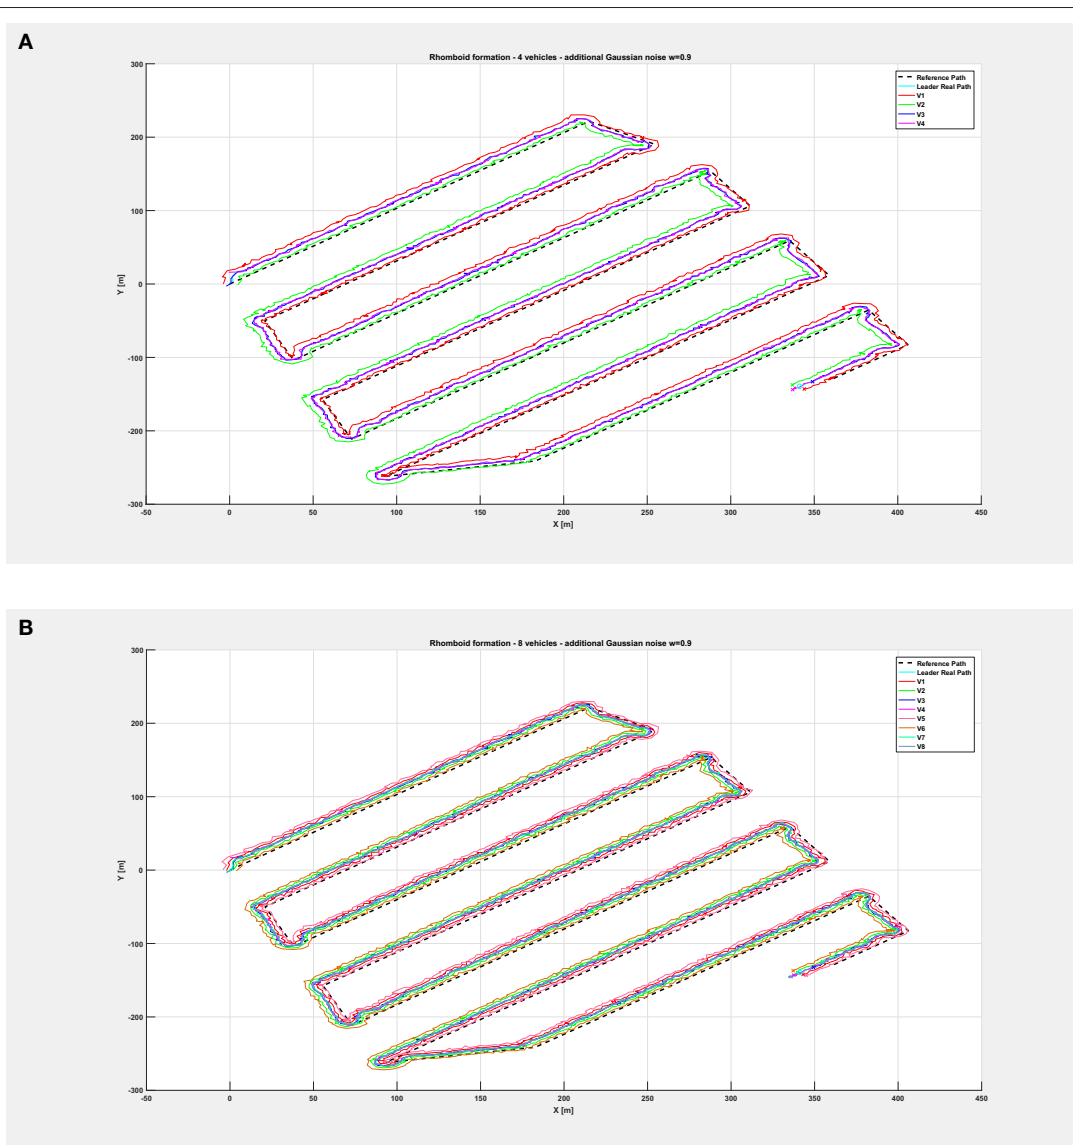 A
Rhomboid formation - 4 vehicles - additional Gaussian noise w=0.9
300
200
100
0
-100
-200
-300
Y [m]
-50 0 50 100 150 200 250 300 350 400 450
X [m]
Reference Path
Leader Real Path
V1
V2
V3
V4
B
Rhomboid formation - 8 vehicles - additional Gaussian noise w=0.9
300
200
100
0
-100
-200
-300
Y [m]
-50 0 50 100 150 200 250 300 350 400 450
X [m]
Reference Path
Leader Real Path
V1
V2
V3
V4
V5
V6
V7
V8